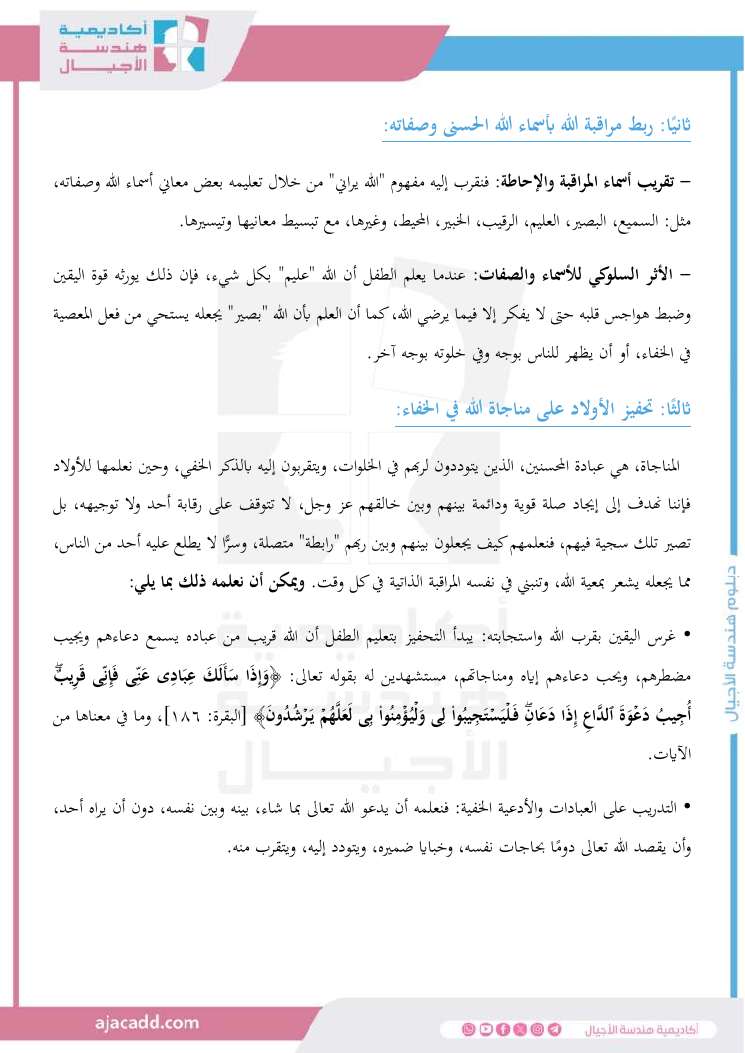 أكاديمية
هندسة
الأجيال
ثانيًا: ربط مراقبة الله بأسماء الله الحسنى وصفاته:
– تقريب أسماء المراقبة والإحاطة: فنقرب إليه مفهوم "الله يراني" من خلال تعليمه بعض معاني أسماء الله وصفاته،
مثل: السميع، البصير، العليم، الرقيب، الخبير، المحيط، وغيرها، مع تبسيط معانيها وتيسيرها.
– الأثر السلوكي للأسماء والصفات: عندما يعلم الطفل أن الله "عليم" بكل شيء، فإن ذلك يورثه قوة اليقين
وضبط هواجس قلبه حتى لا يفكر إلا فيما يرضي الله، كما أن العلم بأن الله "بصير" يجعله يستحي من فعل المعصية
في الخفاء، أو أن يظهر للناس بوجه وفي خلوته بوجه آخر.
ثالثًا: تحفيز الأولاد على مناجاة الله في الخفاء:
المناجاة، هي عبادة المحسنين، الذين يتوددون لربهم في الخلوات، ويتقربون إليه بالذكر الخفي، وحين نعلمها للأولاد
فإننا نهدف إلى إيجاد صلة قوية ودائمة بينهم وبين خالقهم عز وجل، لا تتوقف على رقابة أحد ولا توجيهه، بل
تصير تلك سجية فيهم، فنعلمهم كيف يجعلون بينهم وبين ربهم "رابطة" متصلة، وسرًّا لا يطلع عليه أحد من الناس،
مما يجعله يشعر بمعية الله، وتنبني في نفسه المراقبة الذاتية في كل وقت. ويمكن أن نعلمه ذلك بما يلي:
• غرس اليقين بقرب الله واستجابته: يبدأ التحفيز بتعليم الطفل أن الله قريب من عباده يسمع دعاءهم ويجيب
مضطرهم، ويحب دعاءهم إياه ومناجاتهم، مستشهدين له بقوله تعالى: ﴿وَإِذَا سَأَلَكَ عِبَادِى عَنِّى فَإِنِّى قَرِيبٌۖ
أُجِيبُ دَعْوَةَ ٱلدَّاعِ إِذَا دَعَانِۖ فَلْيَسْتَجِيبُوا۟ لِى وَلْيُؤْمِنُوا۟ بِى لَعَلَّهُمْ يَرْشُدُونَ﴾ [البقرة: ١٨٦]، وما في معناها من
الآيات.
• التدريب على العبادات والأدعية الخفية: فنعلمه أن يدعو الله تعالى بما شاء، بينه وبين نفسه، دون أن يراه أحد،
وأن يقصد الله تعالى دومًا بحاجات نفسه، وخبايا ضميره، ويتودد إليه، ويتقرب منه.
دبلوم هندسة الأجيال
أكاديمية
هندسة
الأجيال
أكاديمية هندسة الأجيال
ajacadd.com